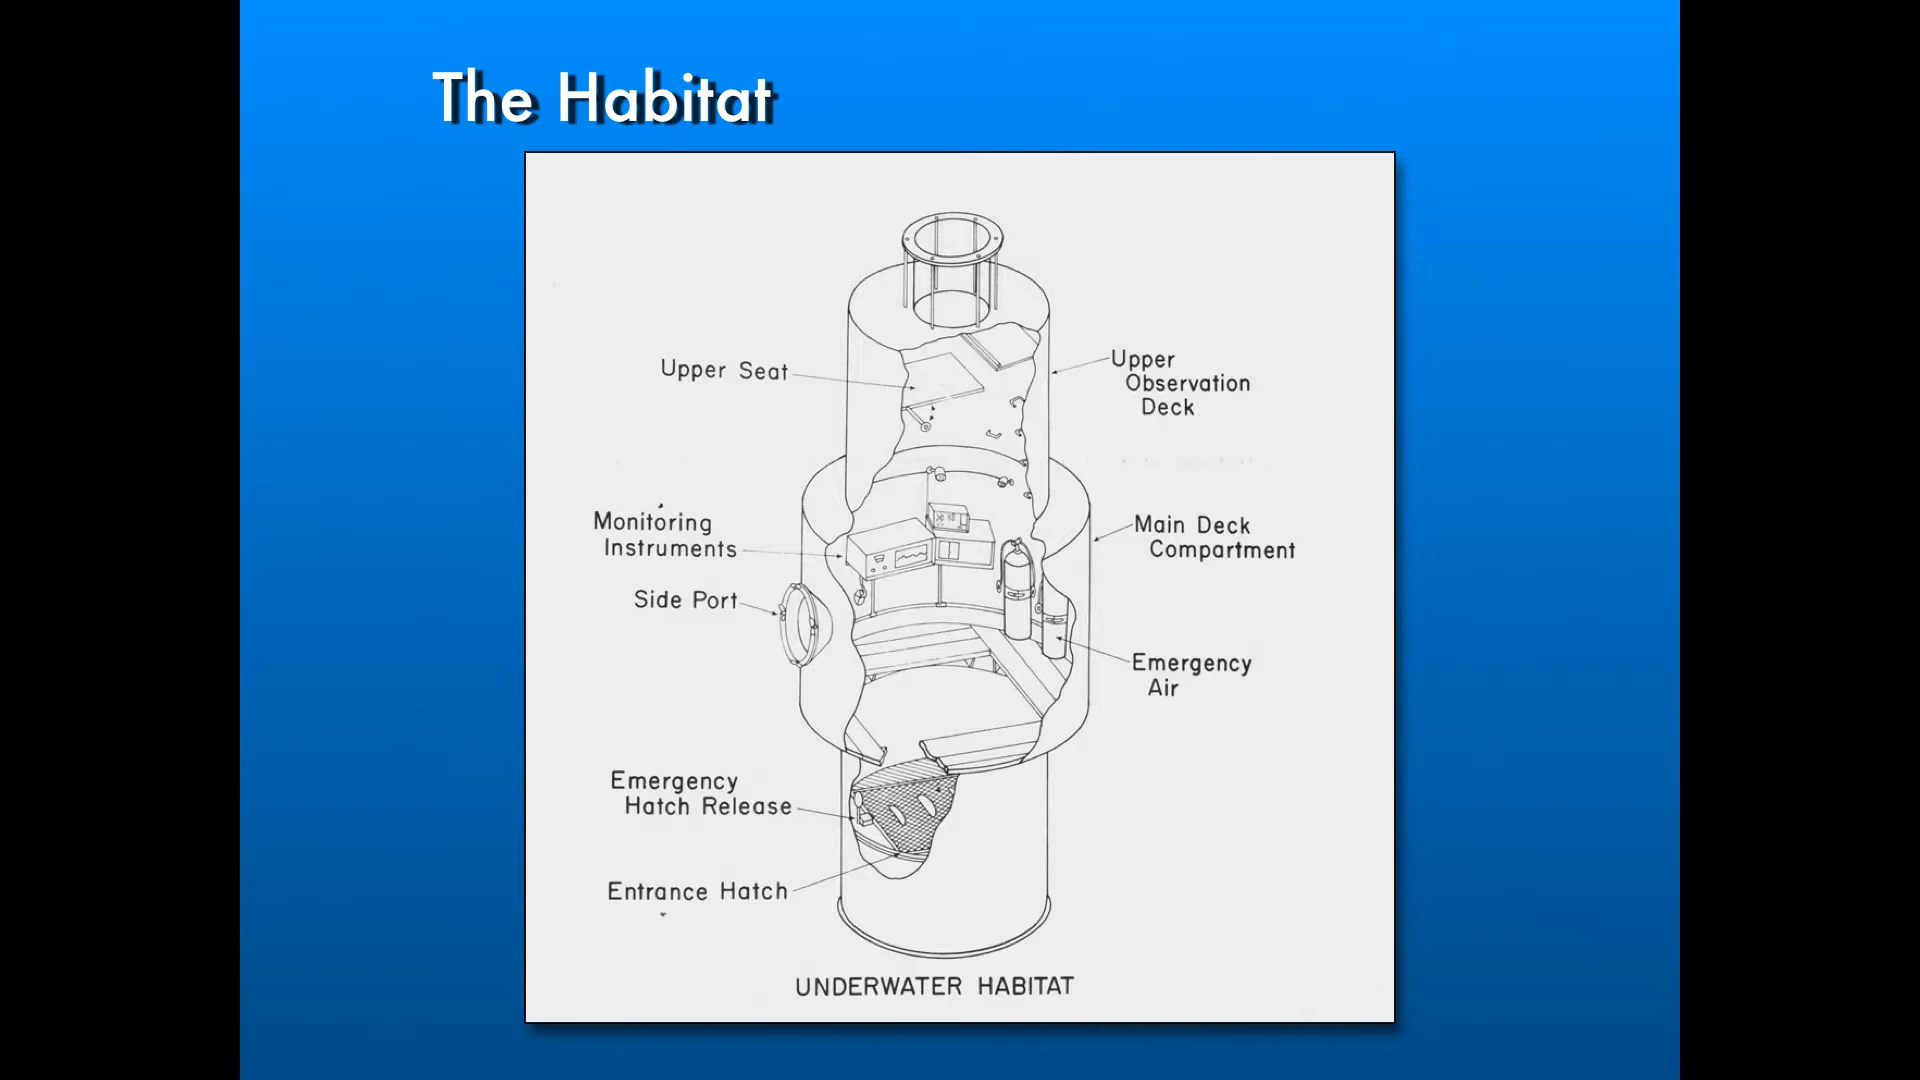 The Habitat
Upper Seat
Upper
Observation
Deck
Monitoring
Instruments
Main Deck
Compartment
Side Port
Emergency
Air
Emergency
Hatch Release
Entrance Hatch
UNDERWATER HABITAT